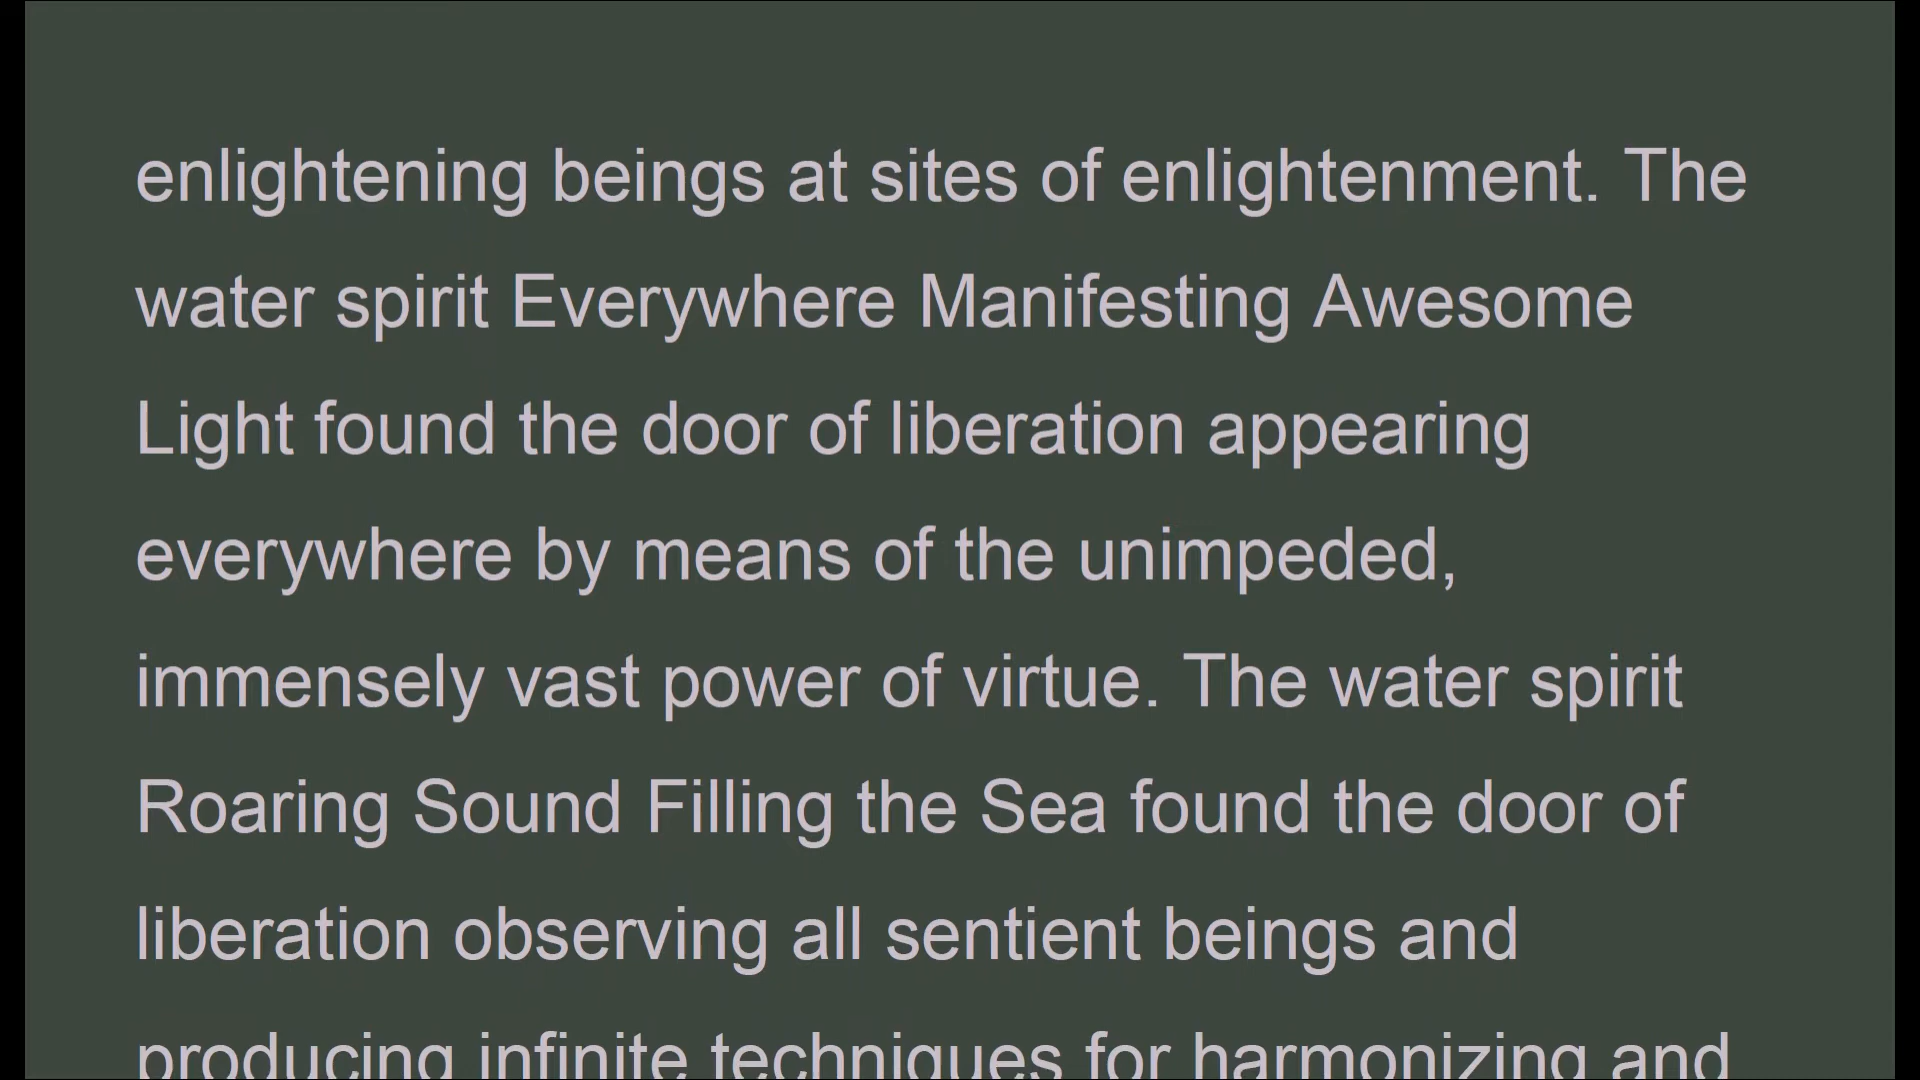 enlightening beings at sites of enlightenment. The
water spirit Everywhere Manifesting Awesome
Light found the door of liberation appearing
everywhere by means of the unimpeded,
immensely vast power of virtue. The water spirit
Roaring Sound Filling the Sea found the door of
liberation observing all sentient beings and
producing infinite techniques for harmonizing and